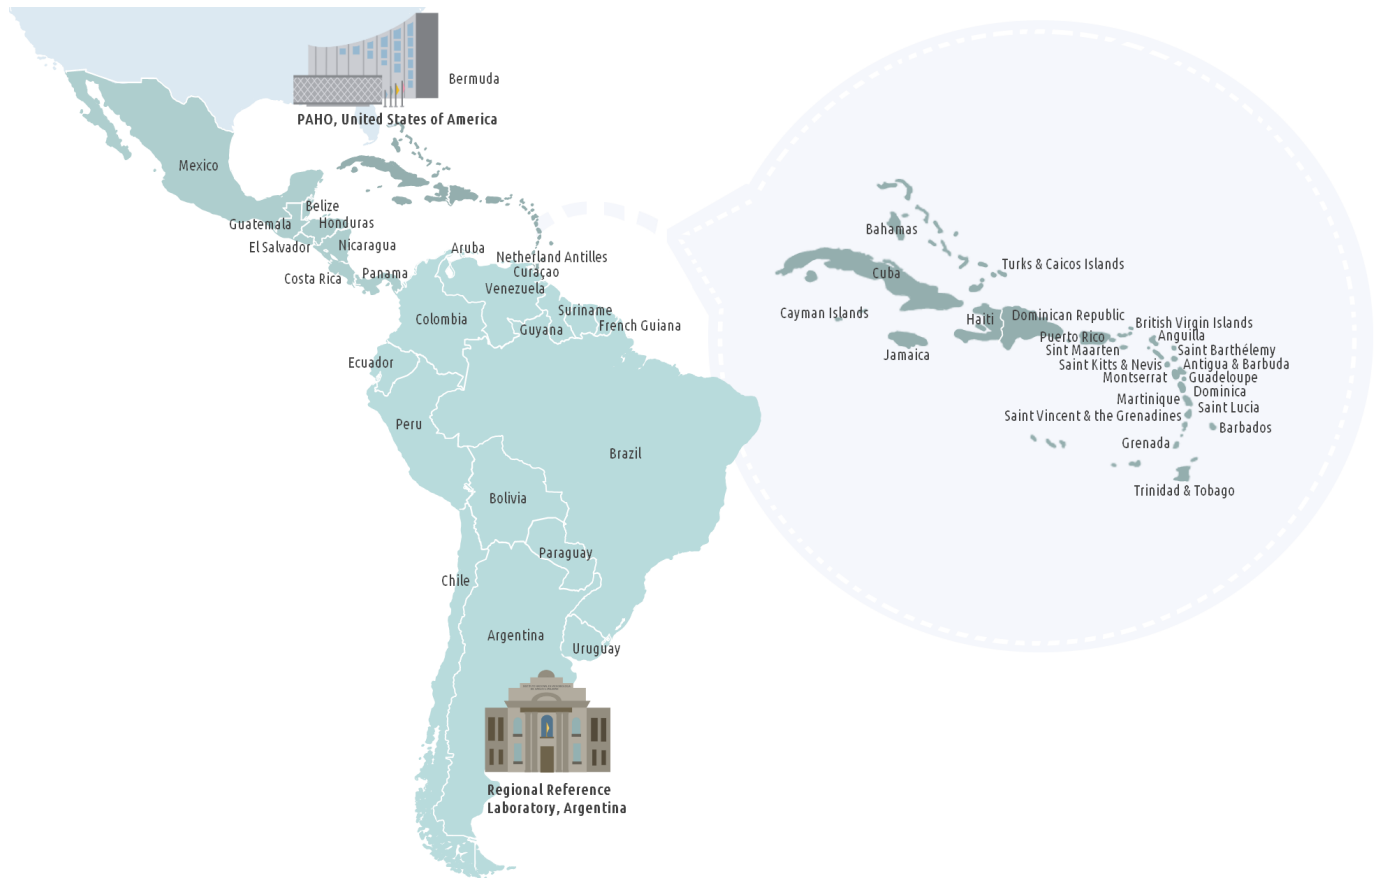 Bermuda
PAHO, United States of America
Mexico
Belize
Guatemala
Honduras
El Salvador
Nicaragua
Costa Rica
Panama
Aruba
Netherland Antilles
Curaçao
Venezuela
Suriname
Colombia
Guyana
French Guiana
Ecuador
Peru
Brazil
Bolivia
Paraguay
Chile
Argentina
Uruguay
Regional Reference
Laboratory, Argentina
Bahamas
Turks & Caicos Islands
Cuba
Cayman Islands
Haiti
Dominican Republic
British Virgin Islands
Puerto Rico
Anguilla
Jamaica
Sint Maarten
Saint Barthélemy
Saint Kitts & Nevis
Antigua & Barbuda
Montserrat
Guadeloupe
Dominica
Martinique
Saint Lucia
Saint Vincent & the Grenadines
Barbados
Grenada
Trinidad & Tobago